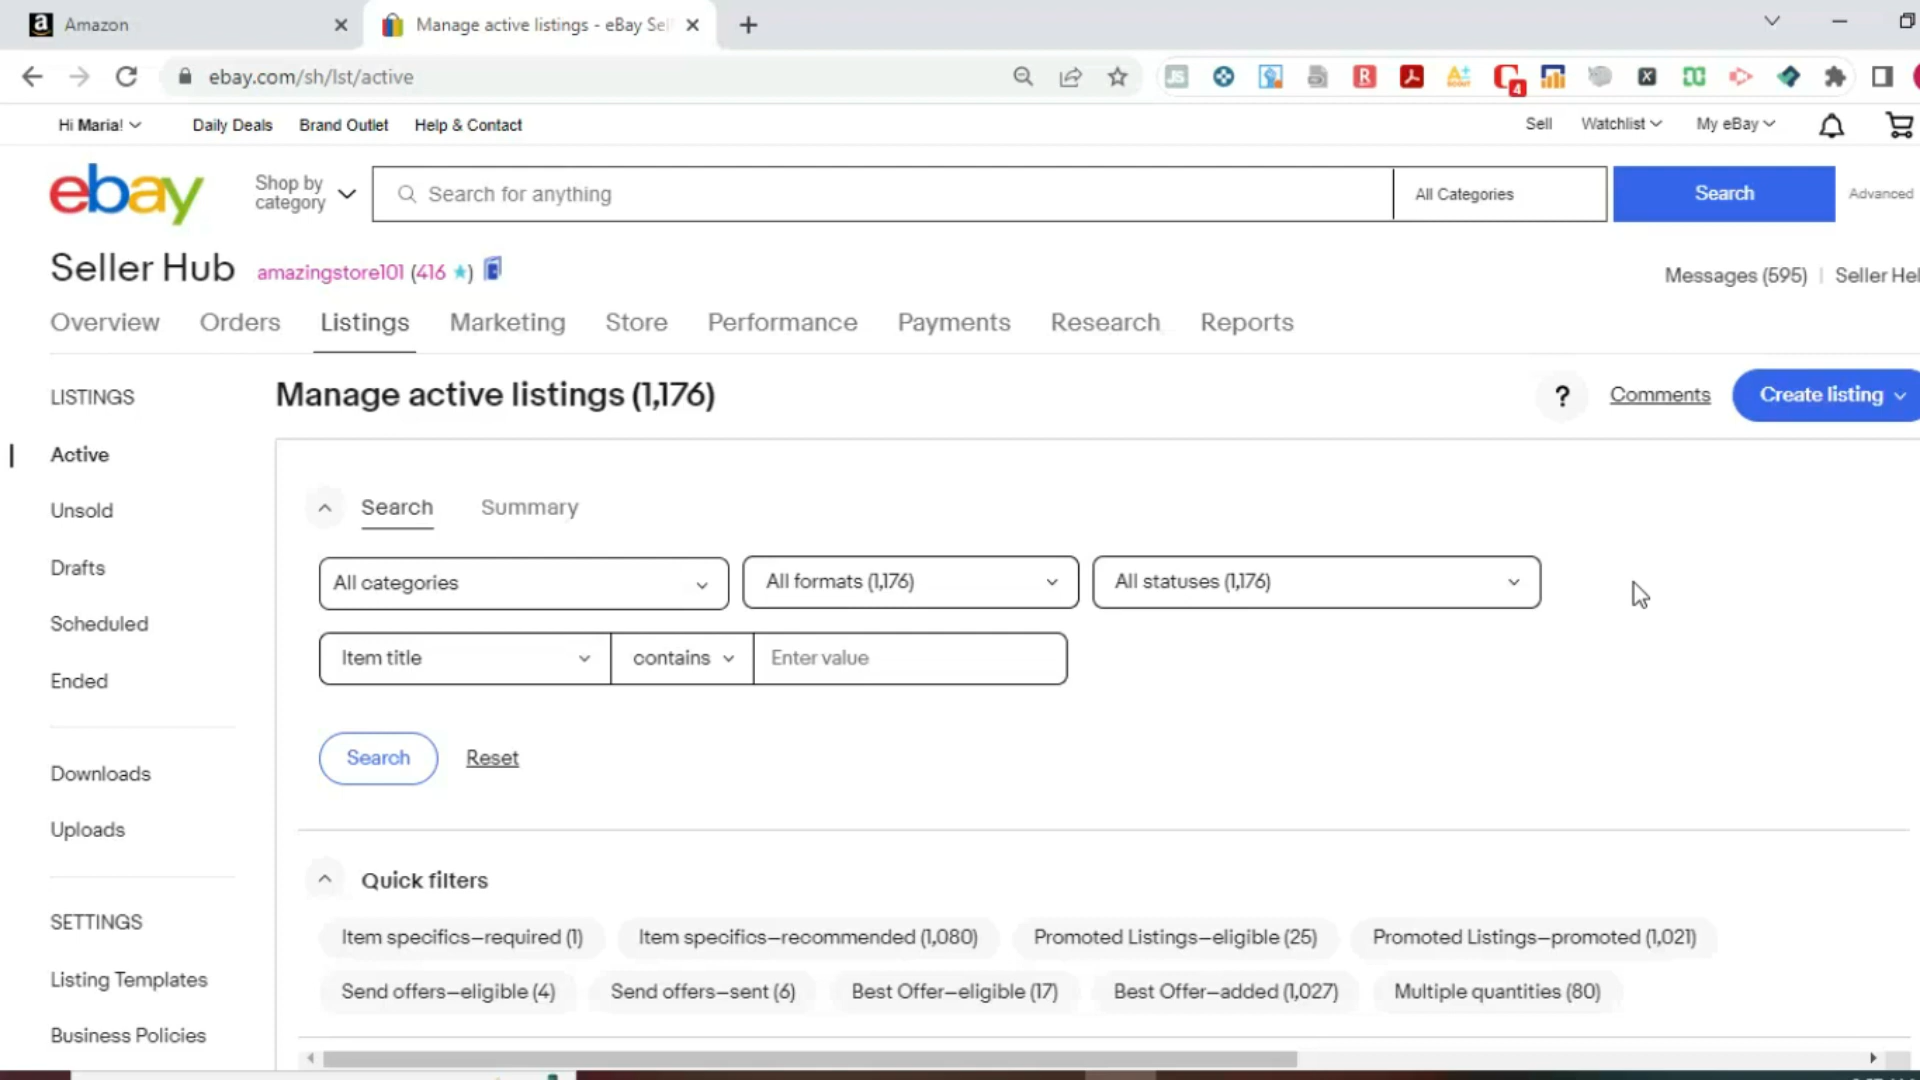 Amazon
Manage active listings - eBay Sel
ebay.com/sh/lst/active
4
Hi Maria!
Daily Deals
Brand Outlet
Help & Contact
Sell
Watchlist
My eBay
ebay
Shop by category
Search for anything
All Categories
Search
Advanced
Seller Hub
amazingstore101 (416 ★)
Messages (595)
Seller Hel
Overview
Orders
Listings
Marketing
Store
Performance
Payments
Research
Reports
LISTINGS
Manage active listings (1,176)
?
Comments
Create listing
Active
Search
Summary
Unsold
Drafts
All categories
All formats (1,176)
All statuses (1,176)
Scheduled
Item title
contains
Enter value
Ended
Search
Reset
Downloads
Uploads
Quick filters
SETTINGS
Item specifics—required (1)
Item specifics—recommended (1,080)
Promoted Listings—eligible (25)
Promoted Listings—promoted (1,021)
Listing Templates
Send offers—eligible (4)
Send offers—sent (6)
Best Offer—eligible (17)
Best Offer—added (1,027)
Multiple quantities (80)
Business Policies